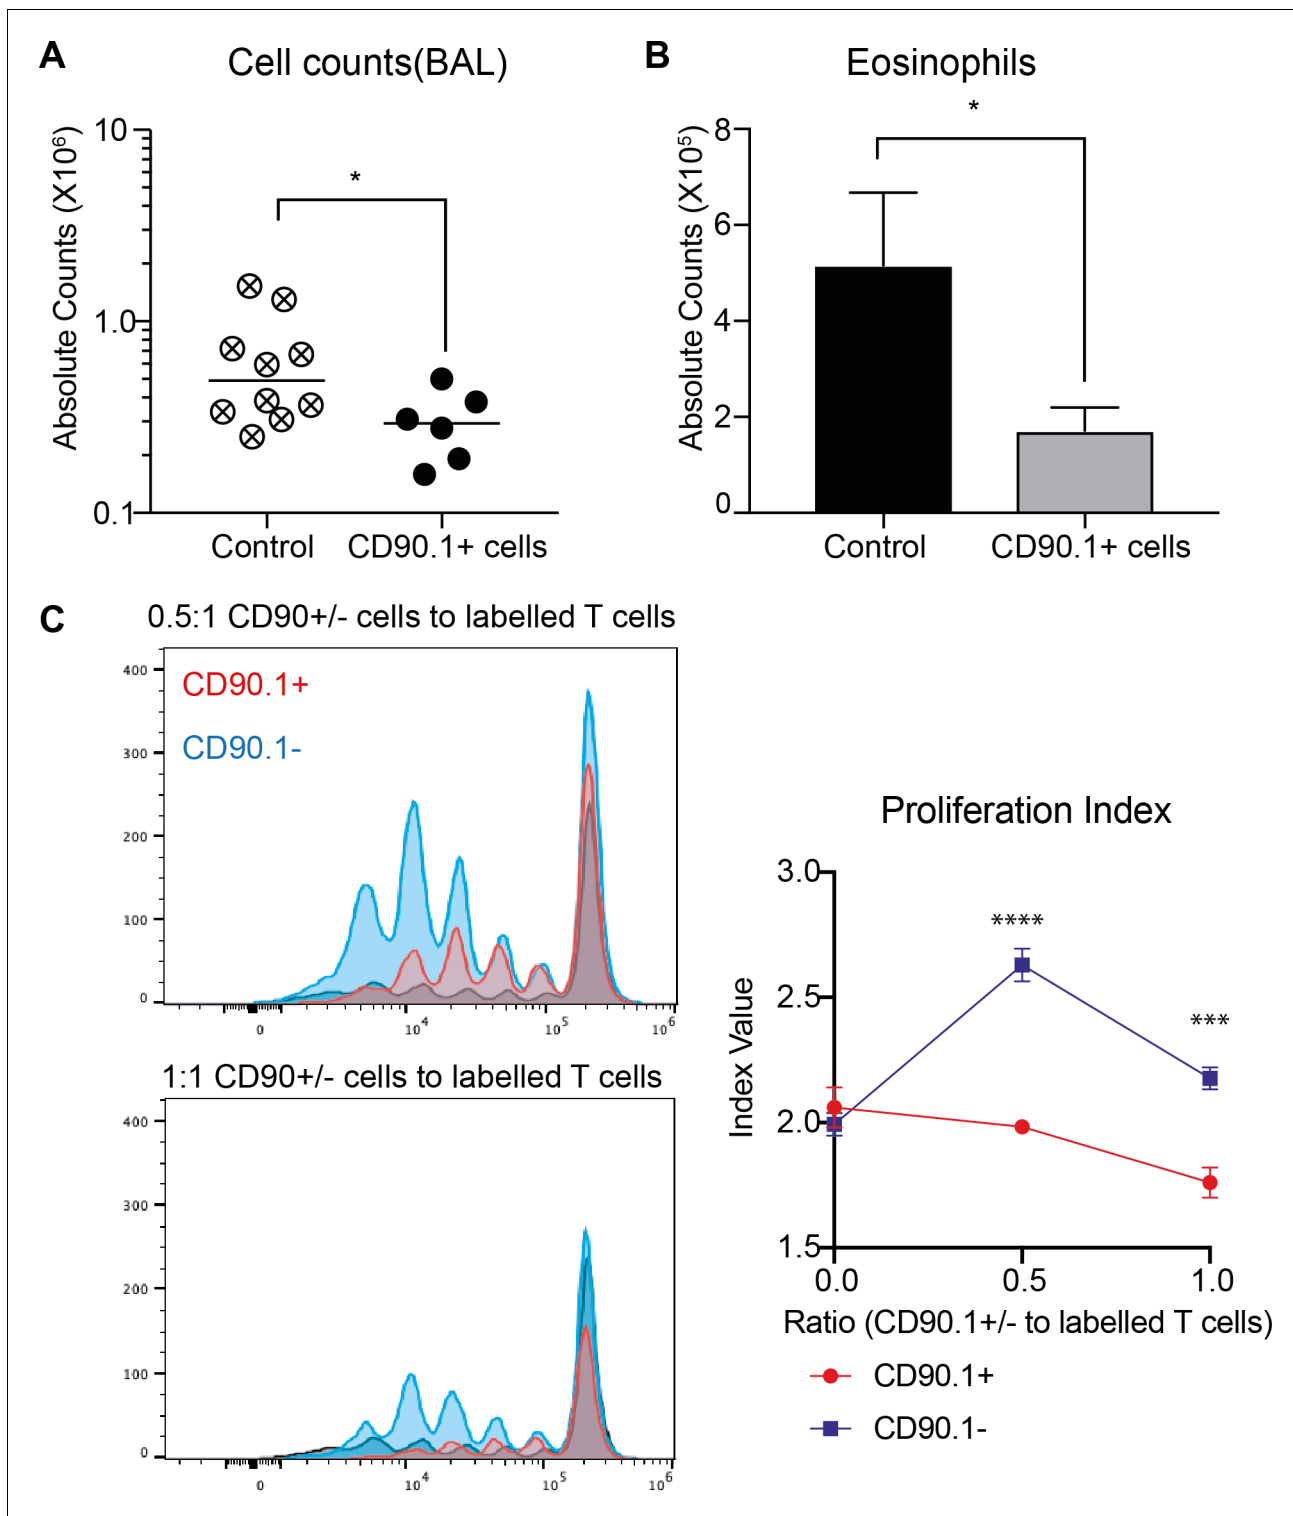 A
Cell counts(BAL)
Absolute Counts (X10⁶)
10
1.0
0.1
*
Control
CD90.1+ cells
B
Eosinophils
Absolute Counts (X10⁵)
8
6
4
2
0
*
Control
CD90.1+ cells
C
0.5:1 CD90+/- cells to labelled T cells
CD90.1+
CD90.1-
400
300
200
100
0
0
10⁴
10⁵
10⁶
1:1 CD90+/- cells to labelled T cells
400
300
200
100
0
0
10⁴
10⁵
10⁶
Proliferation Index
Index Value
3.0
2.5
2.0
1.5
****
***
0.0
0.5
1.0
Ratio (CD90.1+/- to labelled T cells)
CD90.1+
CD90.1-